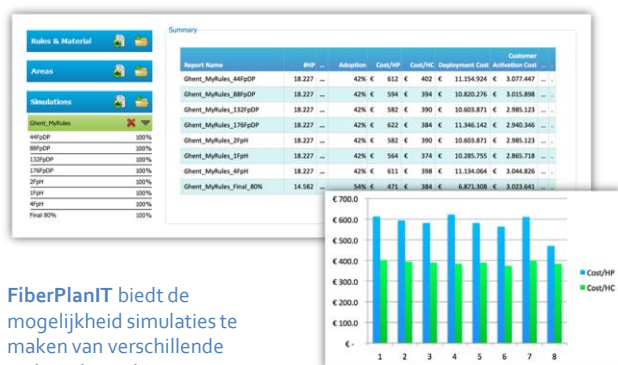 Summary
Rules & Material
Areas
Simulations
Ghent_MyRules
44FpDP 100%
88FpDP 100%
132FpDP 100%
176FpDP 100%
2FpH 100%
1FpH 100%
4FpH 100%
Final 80% 100%
Customer
Report Name #HP ... Adoption Cost/HP Cost/HC Deployment Cost Activation Cost ...
Ghent_MyRules_44FpDP 18.227 ... 42% € 612 € 402 € 11.154.924 € 3.077.447 ...
Ghent_MyRules_88FpDP 18.227 ... 42% € 594 € 394 € 10.820.276 € 3.015.898 ...
Ghent_MyRules_132FpDP 18.227 ... 42% € 582 € 390 € 10.603.871 € 2.985.123 ...
Ghent_MyRules_176FpDP 18.227 ... 42% € 622 € 384 € 11.346.142 € 2.940.346 ...
Ghent_MyRules_2FpH 18.227 ... 42% € 582 € 390 € 10.603.871 € 2.985.123 ...
Ghent_MyRules_1FpH 18.227 ... 42% € 564 € 374 € 10.285.755 € 2.865.718 ...
Ghent_MyRules_4FpH 18.227 ... 42% € 611 € 398 € 11.134.064 € 3.044.826 ...
Ghent_MyRules_Final_80% 14.582 ... 54% € 471 € 384 € 6.871.308 € 3.023.641 ...
€ 700.0
€ 600.0
€ 500.0
€ 400.0
€ 300.0
€ 200.0
€ 100.0
€ -
1 2 3 4 5 6 7 8
Cost/HP
Cost/HC
FiberPlanIT biedt de
mogelijkheid simulaties te
maken van verschillende